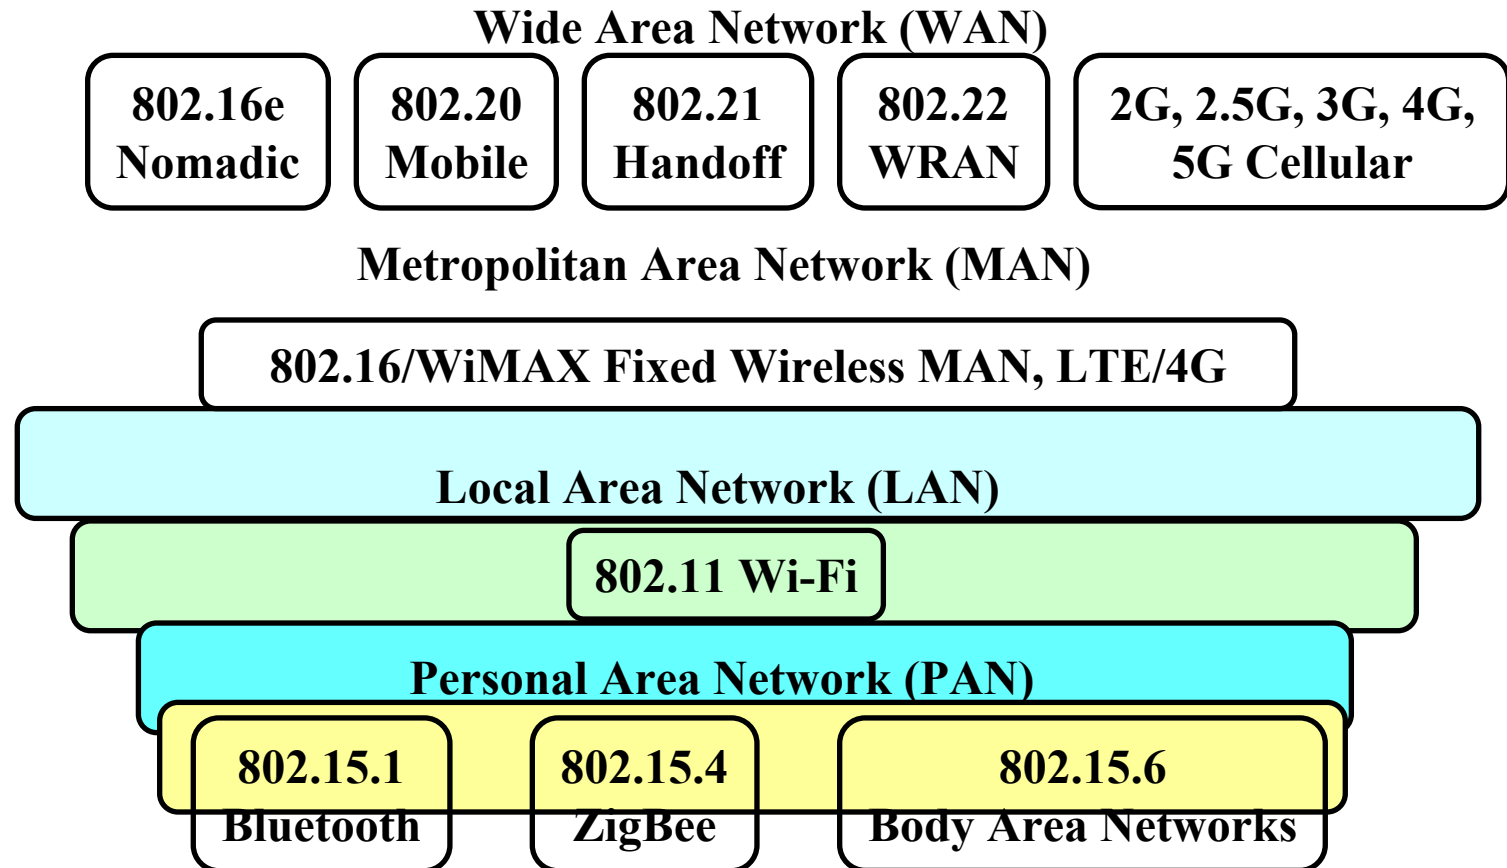 Wide Area Network (WAN)
802.16e
Nomadic
802.20
Mobile
802.21
Handoff
802.22
WRAN
2G, 2.5G, 3G, 4G,
5G Cellular
Metropolitan Area Network (MAN)
802.16/WiMAX Fixed Wireless MAN, LTE/4G
Local Area Network (LAN)
802.11 Wi-Fi
Personal Area Network (PAN)
802.15.1
Bluetooth
802.15.4
ZigBee
802.15.6
Body Area Networks